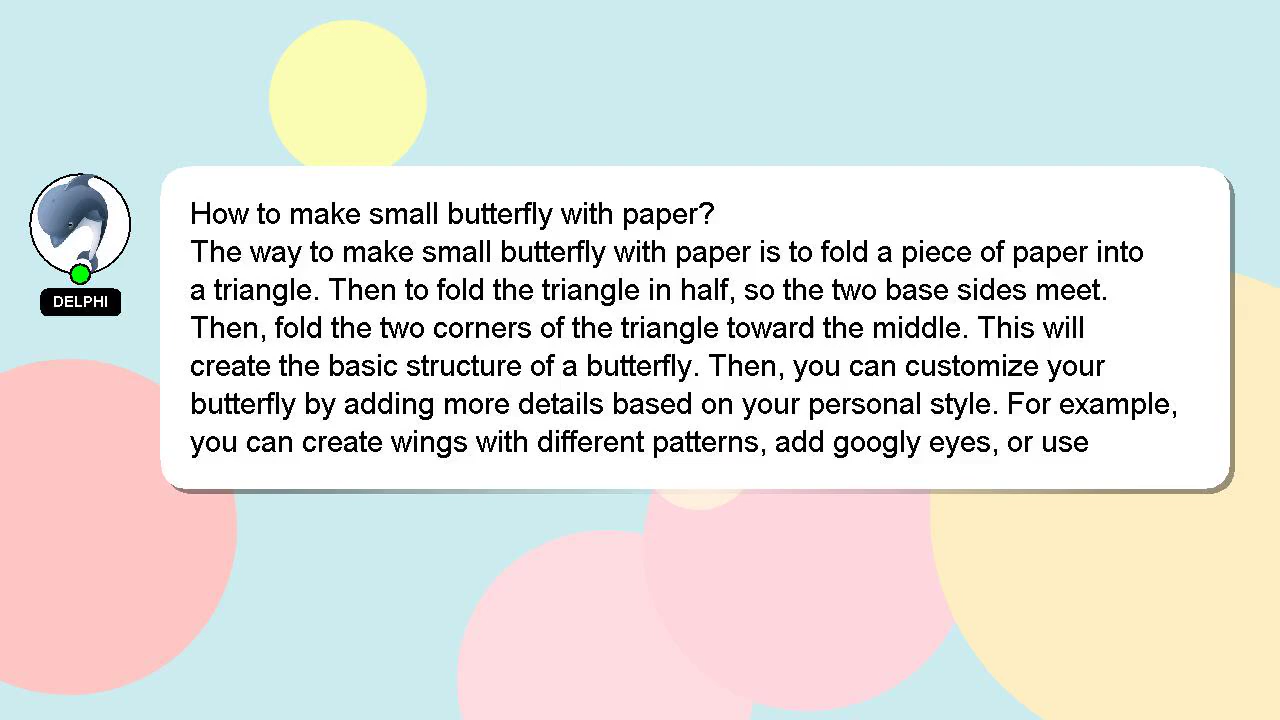 How to make small butterfly with paper?
The way to make small butterfly with paper is to fold a piece of paper into
a triangle. Then to fold the triangle in half, so the two base sides meet.
Then, fold the two corners of the triangle toward the middle. This will
create the basic structure of a butterfly. Then, you can customize your
butterfly by adding more details based on your personal style. For example,
you can create wings with different patterns, add googly eyes, or use
DELPHI